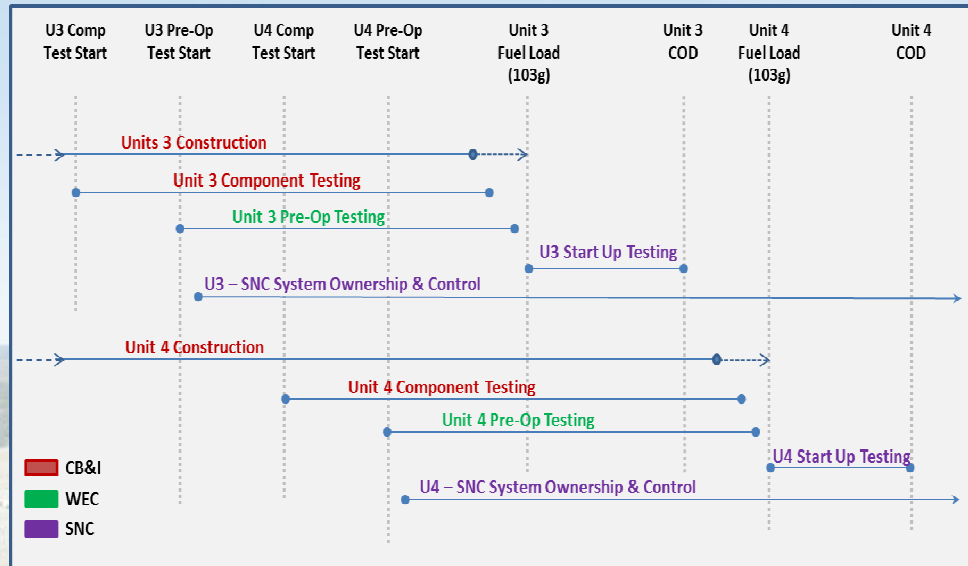 U3 Comp
Test Start
U3 Pre-Op
Test Start
U4 Comp
Test Start
U4 Pre-Op
Test Start
Unit 3
Fuel Load
(103g)
Unit 3
COD
Unit 4
Fuel Load
(103g)
Unit 4
COD
Units 3 Construction
Unit 3 Component Testing
Unit 3 Pre-Op Testing
U3 Start Up Testing
U3 – SNC System Ownership & Control
Unit 4 Construction
Unit 4 Component Testing
Unit 4 Pre-Op Testing
U4 Start Up Testing
U4 – SNC System Ownership & Control
CB&I
WEC
SNC